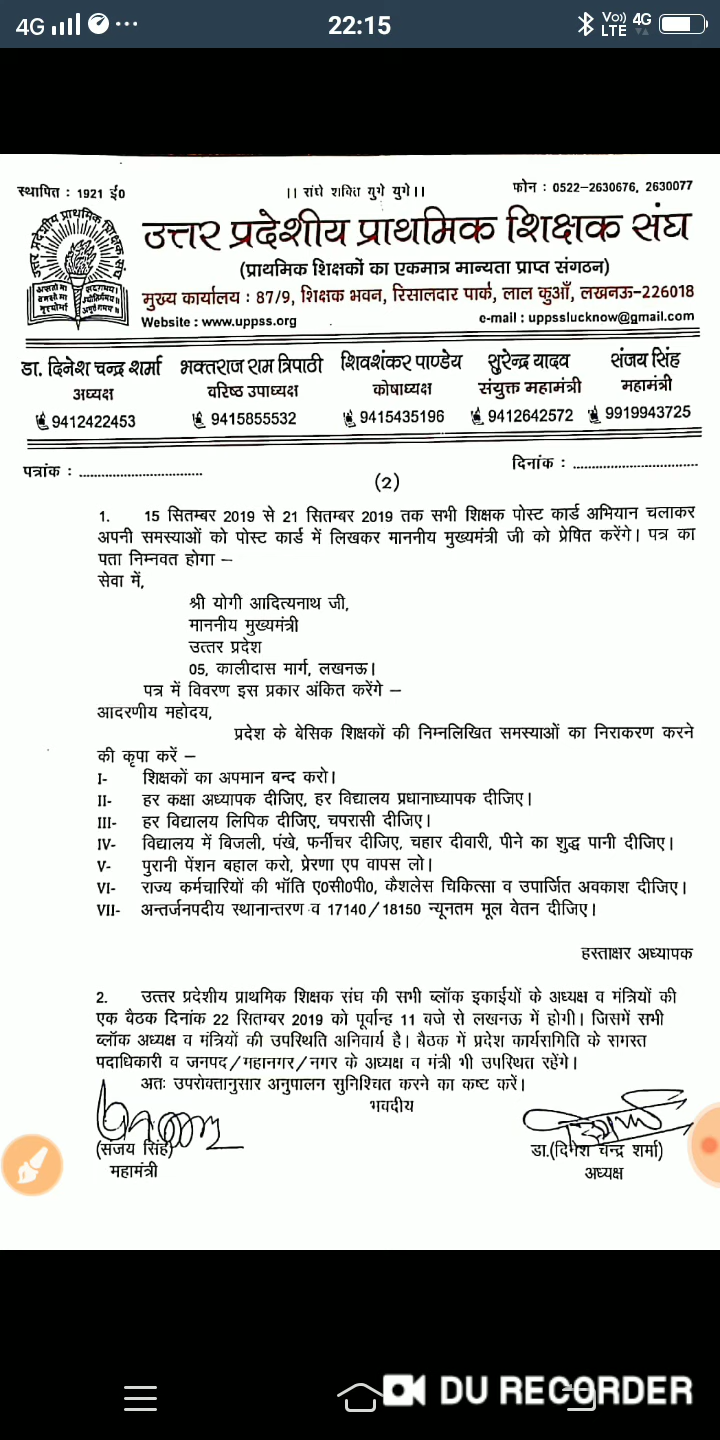 4G ... 22:15 Vo)) LTE 4G
स्थापित : 1921 ई0 ।। संघे शक्ति युगे युगे।। फोन : 0522-2630676, 2630077
उत्तर प्रदेशीय प्राथमिक शिक्षक संघ
(प्राथमिक शिक्षकों का एकमात्र मान्यता प्राप्त संगठन)
मुख्य कार्यालय : 87/9, शिक्षक भवन, रिसालदार पार्क, लाल कुआँ, लखनऊ-226018
Website : www.uppss.org e-mail : uppsslucknow@gmail.com
डा. दिनेश चन्द्र शर्मा भक्तराज राम त्रिपाठी शिवशंकर पाण्डेय सुरेन्द्र यादव संजय सिंह
अध्यक्ष वरिष्ठ उपाध्यक्ष कोषाध्यक्ष संयुक्त महामंत्री महामंत्री
9412422453 9415855532 9415435196 9412642572 9919943725
पत्रांक : ................................ दिनांक : ................................
(2)
1. 15 सितम्बर 2019 से 21 सितम्बर 2019 तक सभी शिक्षक पोस्ट कार्ड अभियान चलाकर
अपनी समस्याओं को पोस्ट कार्ड में लिखकर माननीय मुख्यमंत्री जी को प्रेषित करेंगे। पत्र का
पता निम्नवत होगा –
सेवा में,
श्री योगी आदित्यनाथ जी,
माननीय मुख्यमंत्री
उत्तर प्रदेश
05, कालीदास मार्ग, लखनऊ।
पत्र में विवरण इस प्रकार अंकित करेंगे –
आदरणीय महोदय,
प्रदेश के बेसिक शिक्षकों की निम्नलिखित समस्याओं का निराकरण करने
की कृपा करें –
I- शिक्षकों का अपमान बन्द करो।
II- हर कक्षा अध्यापक दीजिए, हर विद्यालय प्रधानाध्यापक दीजिए।
III- हर विद्यालय लिपिक दीजिए, चपरासी दीजिए।
IV- विद्यालय में बिजली, पंखे, फर्नीचर दीजिए, चहार दीवारी, पीने का शुद्ध पानी दीजिए।
V- पुरानी पेंशन बहाल करो, प्रेरणा एप वापस लो।
VI- राज्य कर्मचारियों की भॉति ए0सी0पी0, कैशलेस चिकित्सा व उपार्जित अवकाश दीजिए।
VII- अन्तर्जनपदीय स्थानान्तरण व 17140/18150 न्यूनतम मूल वेतन दीजिए।
हस्ताक्षर अध्यापक
2. उत्तर प्रदेशीय प्राथमिक शिक्षक संघ की सभी ब्लॉक इकाईयों के अध्यक्ष व मंत्रियों की
एक बैठक दिनांक 22 सितम्बर 2019 को पूर्वान्ह 11 बजे से लखनऊ में होगी। जिसमें सभी
ब्लॉक अध्यक्ष व मंत्रियों की उपस्थिति अनिवार्य है। बैठक में प्रदेश कार्यसमिति के समस्त
पदाधिकारी व जनपद/महानगर/नगर के अध्यक्ष व मंत्री भी उपस्थित रहेंगे।
अतः उपरोक्तानुसार अनुपालन सुनिश्चित करने का कष्ट करें।
भवदीय
(संजय सिंह) डा.(दिनेश चन्द्र शर्मा)
महामंत्री अध्यक्ष
DU RECORDER